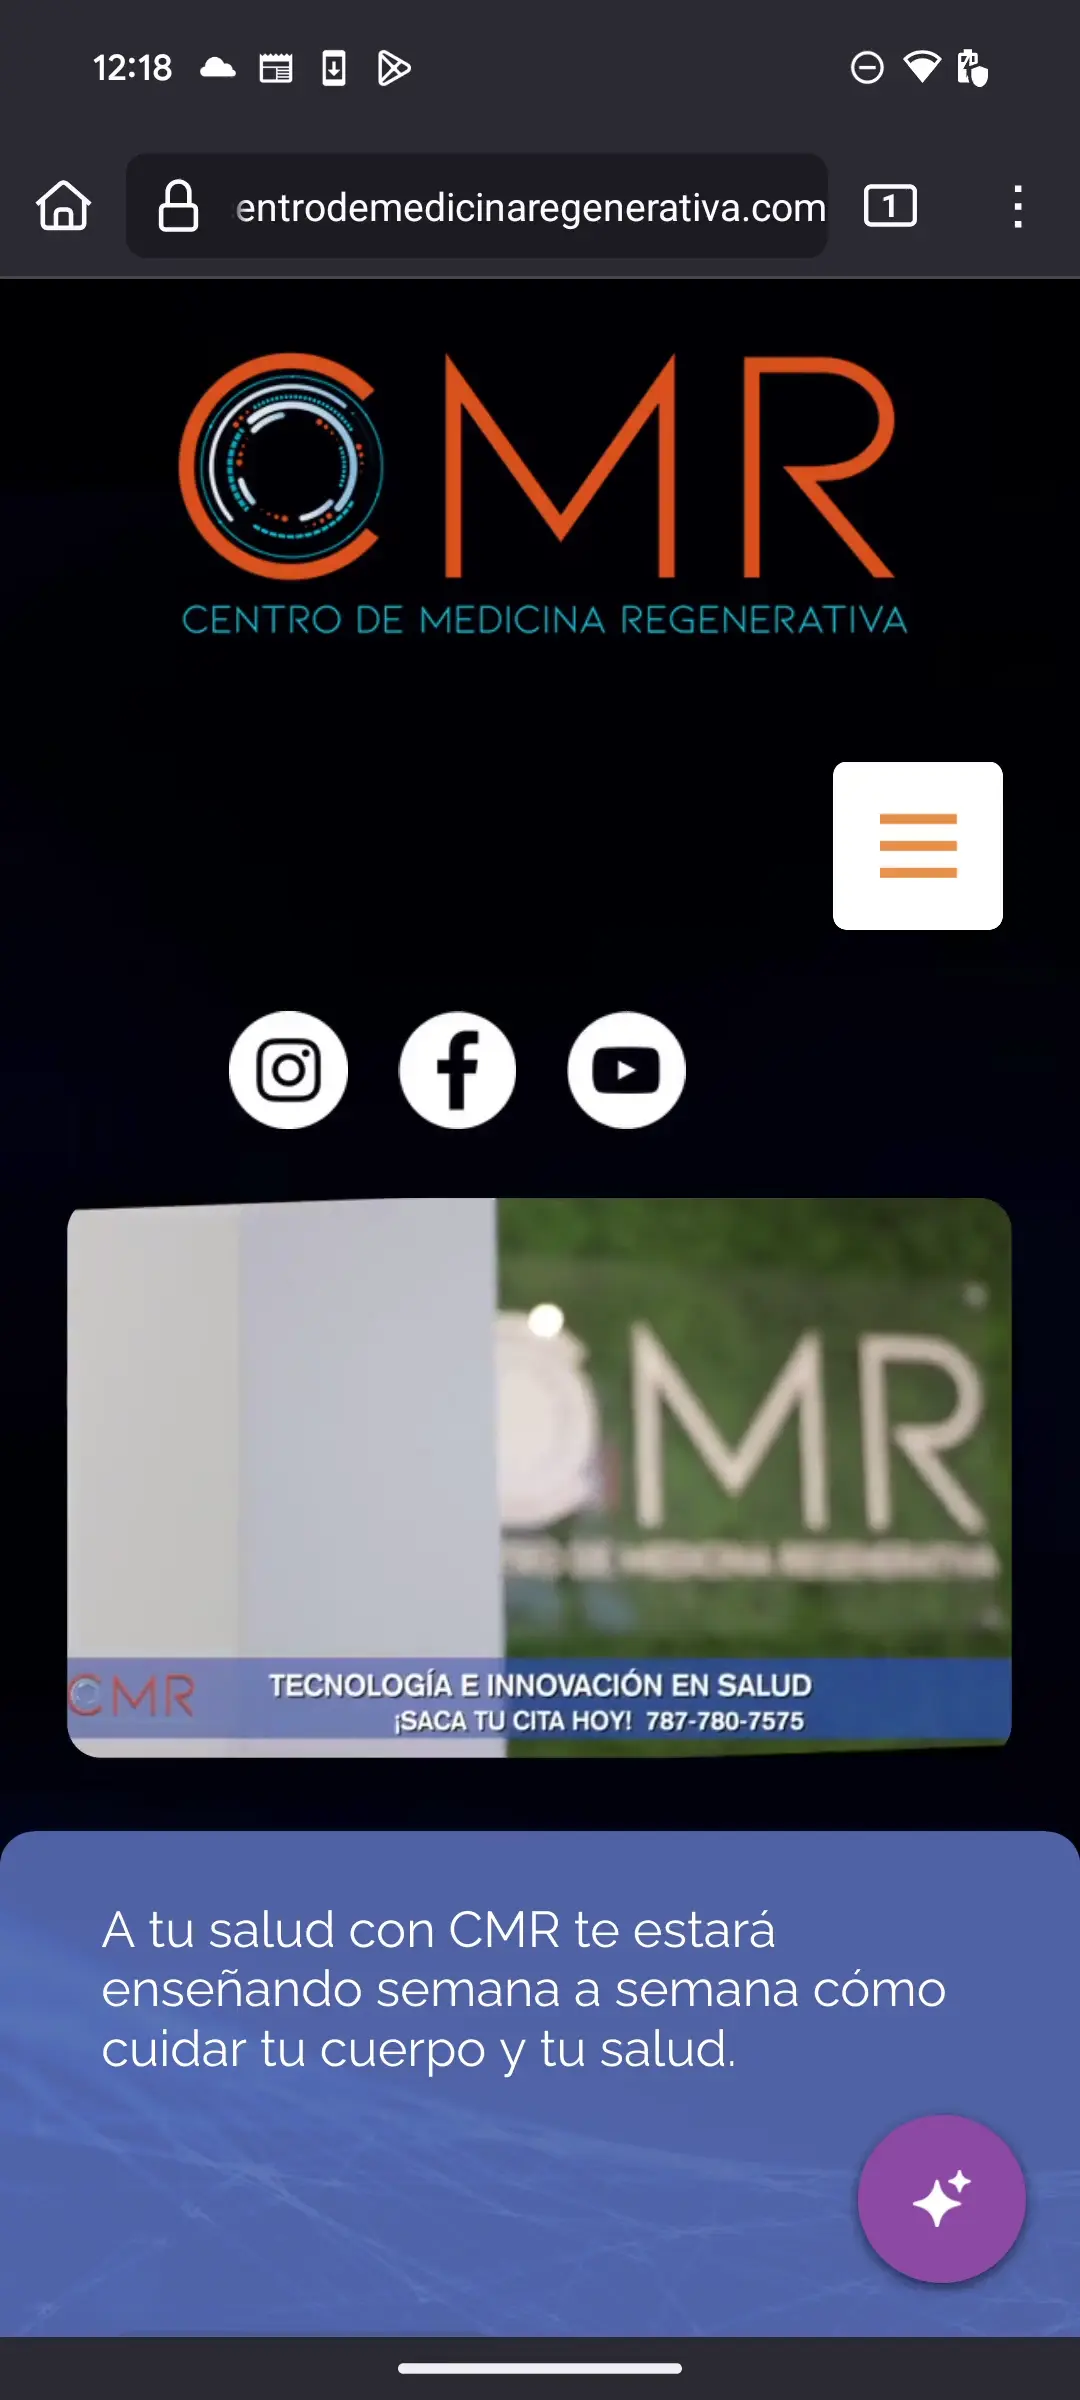 12:18
entrodemedicinaregenerativa.com
1
CMR
CENTRO DE MEDICINA REGENERATIVA
MR
CMR
TECNOLOGÍA E INNOVACIÓN EN SALUD
¡SACA TU CITA HOY! 787-780-7575
A tu salud con CMR te estará
enseñando semana a semana cómo
cuidar tu cuerpo y tu salud.